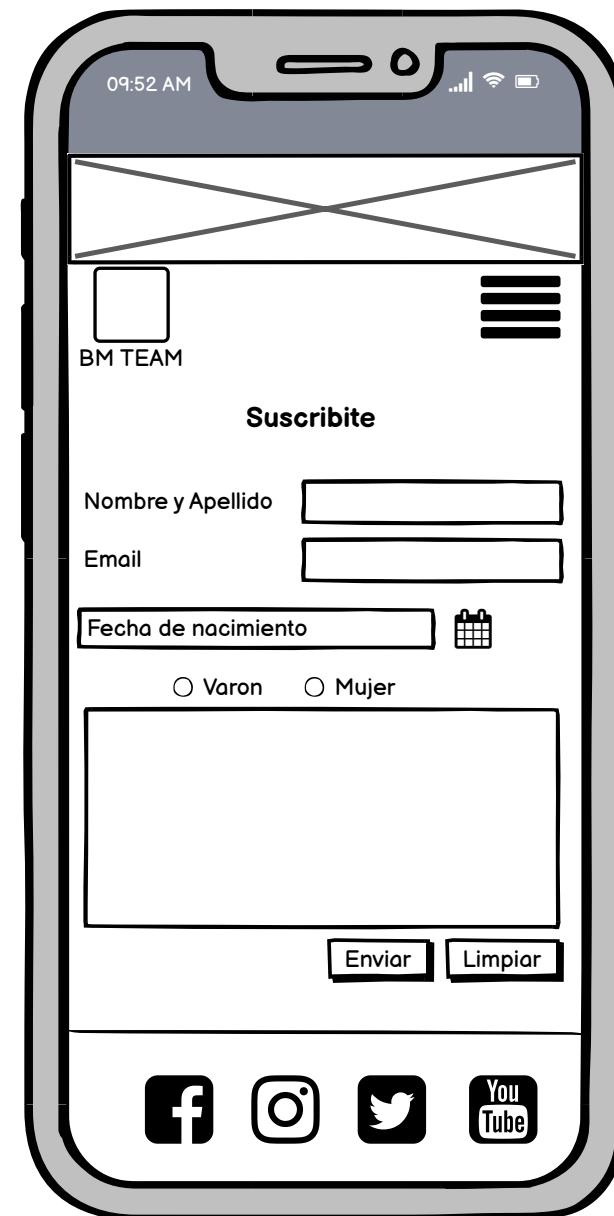 09:52 AM
BM TEAM
Suscribite
Nombre y Apellido
Email
Fecha de nacimiento
Varon Mujer
Enviar Limpiar
You
Tube